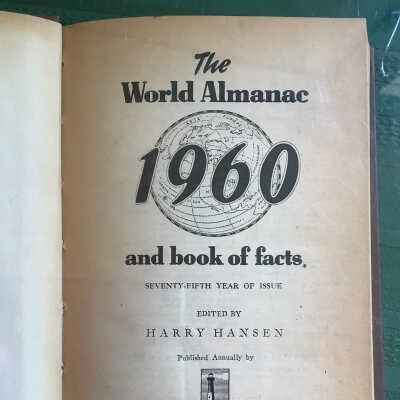 The
World Almanac
1960
and book of facts
SEVENTY-FIFTH YEAR OF ISSUE
EDITED BY
HARRY HANSEN
Published Annually by